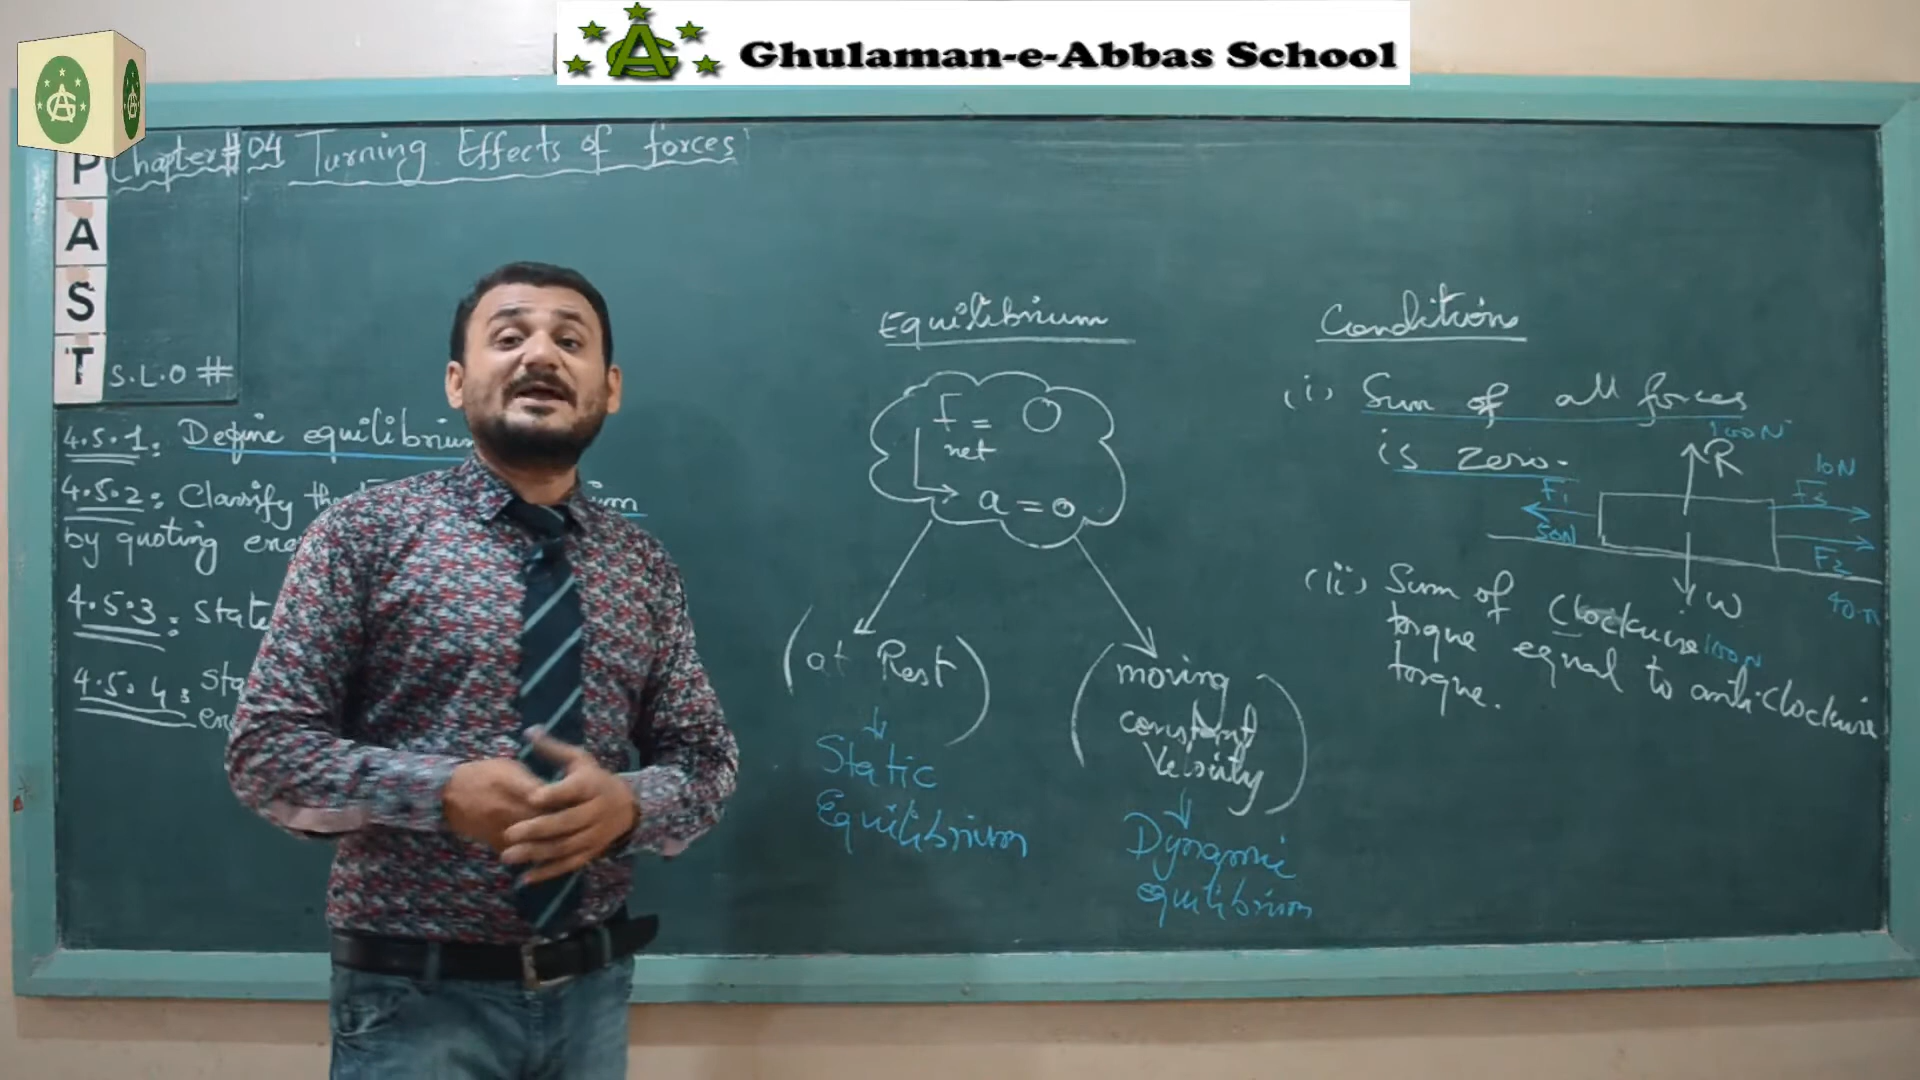 Ghulaman-e-Abbas School
P
A
S
T
Chapter# 04 Turning Effects of forces
S.L.O #
4.5.1: Define equilibrium
4.5.2: Classify the
by quoting
4.5.3: State
4.5.4:
Equilibrium
F = 0
net
a = 0
(at Rest)
Static
Equilibrium
(moving
constant
Velocity)
Dynamic
equilibrium
Conditions
(i) Sum of all forces
is zero.
100N
R
F1
50N
10N
F3
F2
40N
W
100N
(ii) Sum of Clockwise
torque equal to anti-clockwise
torque.